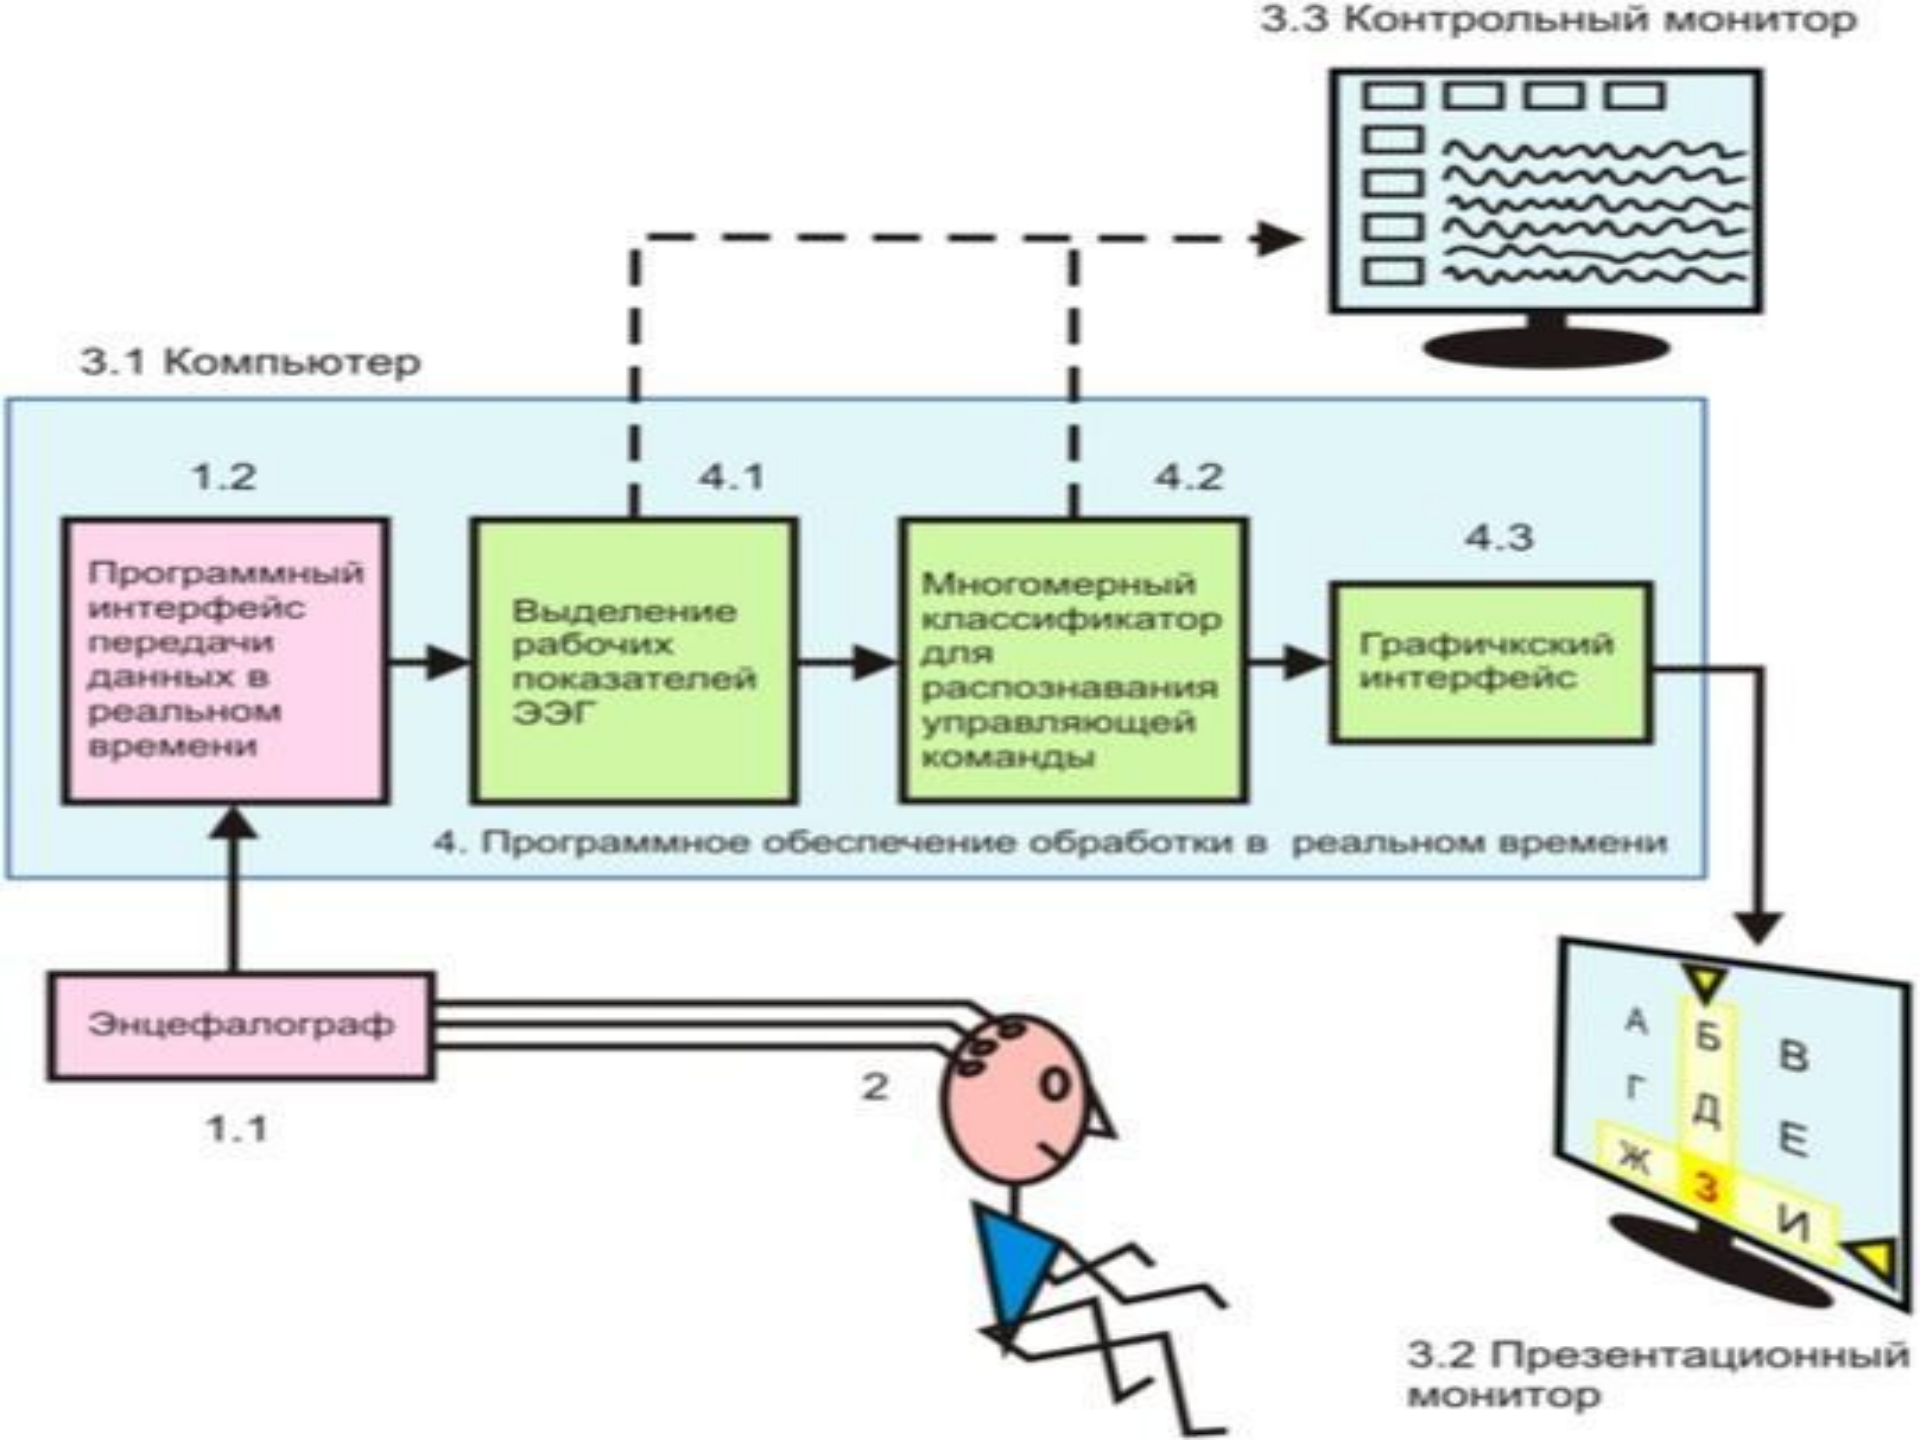 3.3 Контрольный монитор
3.1 Компьютер
1.2
4.1
4.2
4.3
Программный
интерфейс
передачи
данных в
реальном
времени
Выделение
рабочих
показателей
ЭЭГ
Многомерный
классификатор
для
распознавания
управляющей
команды
Графичкский
интерфейс
4. Программное обеспечение обработки в реальном времени
Энцефалограф
1.1
2
А Б В
Г Д Е
Ж З И
3.2 Презентационный
монитор